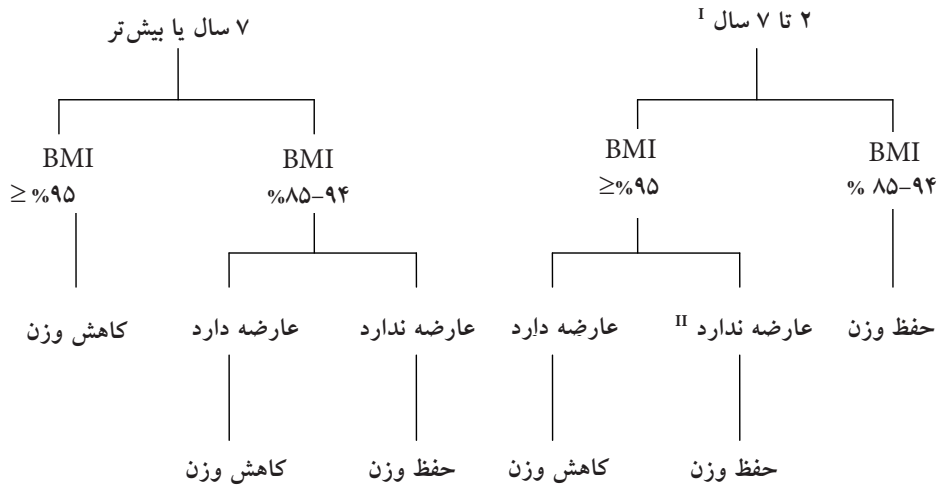 ۲ تا ۷ سال I
۷ سال یا بیش‌تر
BMI
% ۸۵-۹۴
BMI
≥%۹۵
BMI
%۸۵-۹۴
BMI
≥ %۹۵
حفظ وزن
عارضه ندارد II
عارضه دارد
عارضه ندارد
عارضه دارد
کاهش وزن
حفظ وزن
کاهش وزن
حفظ وزن
کاهش وزن